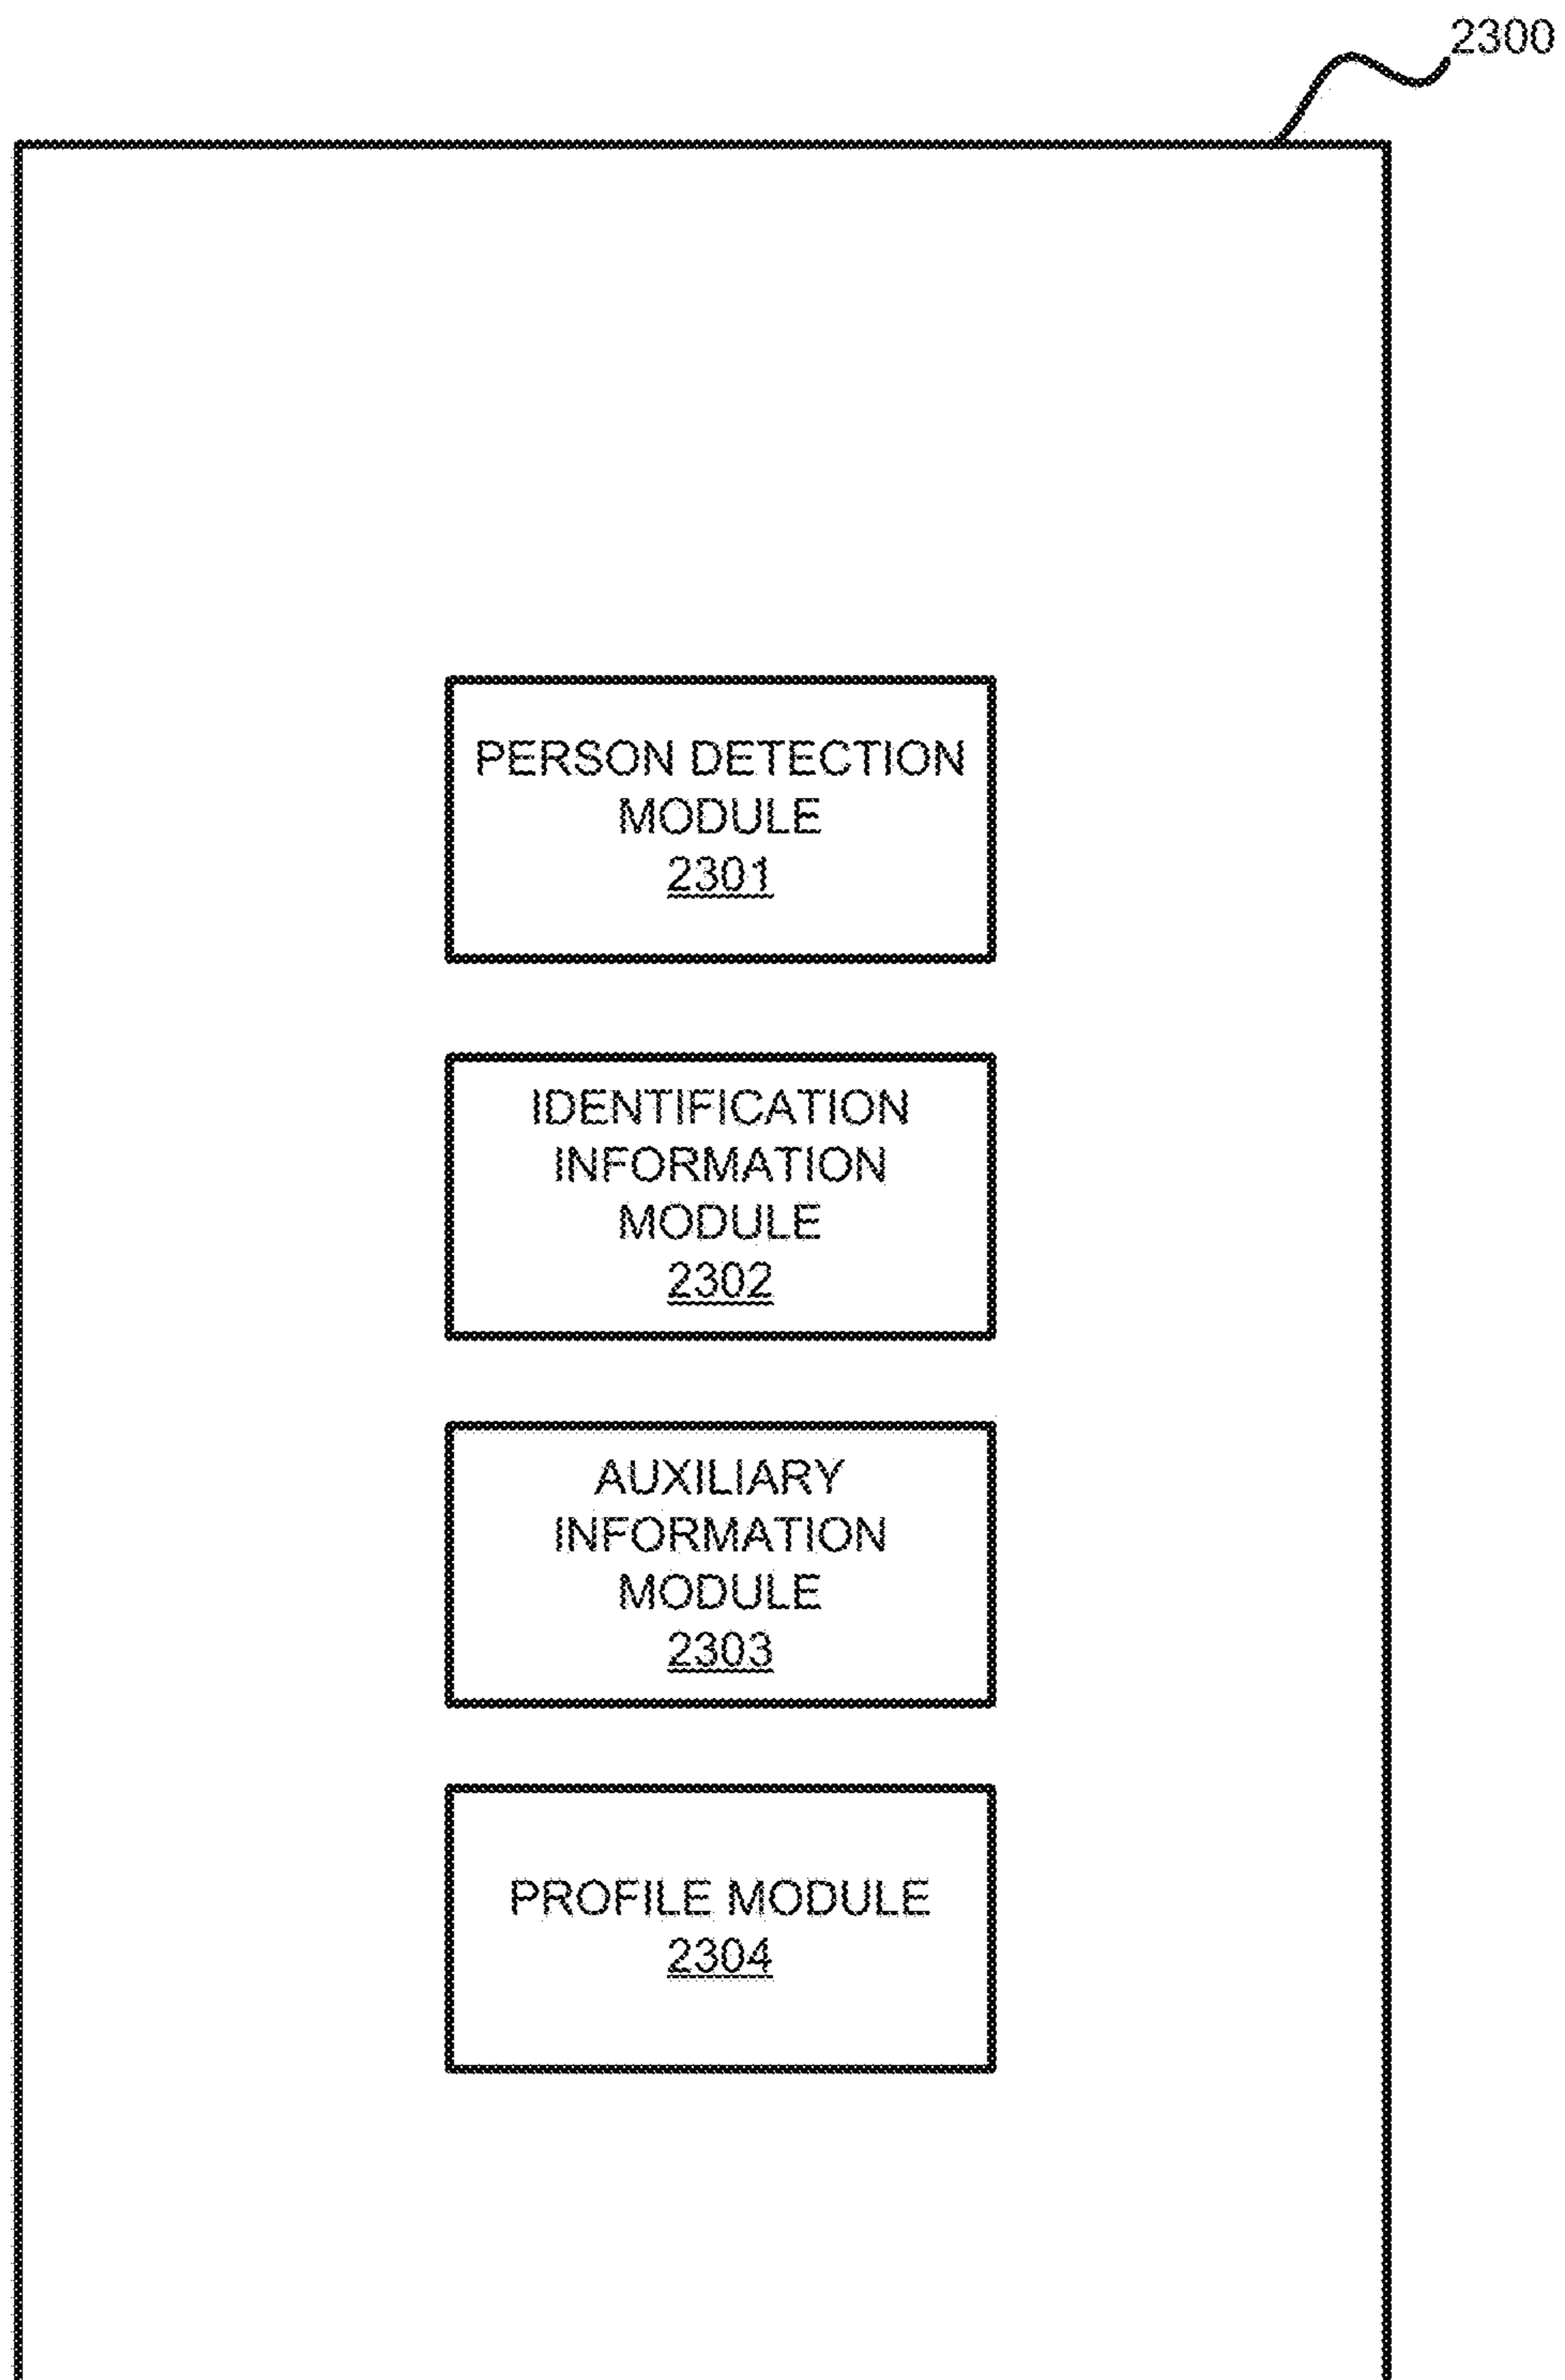 2300
PERSON DETECTION
MODULE
2301
IDENTIFICATION
INFORMATION
MODULE
2302
AUXILIARY
INFORMATION
MODULE
2303
PROFILE MODULE
2304